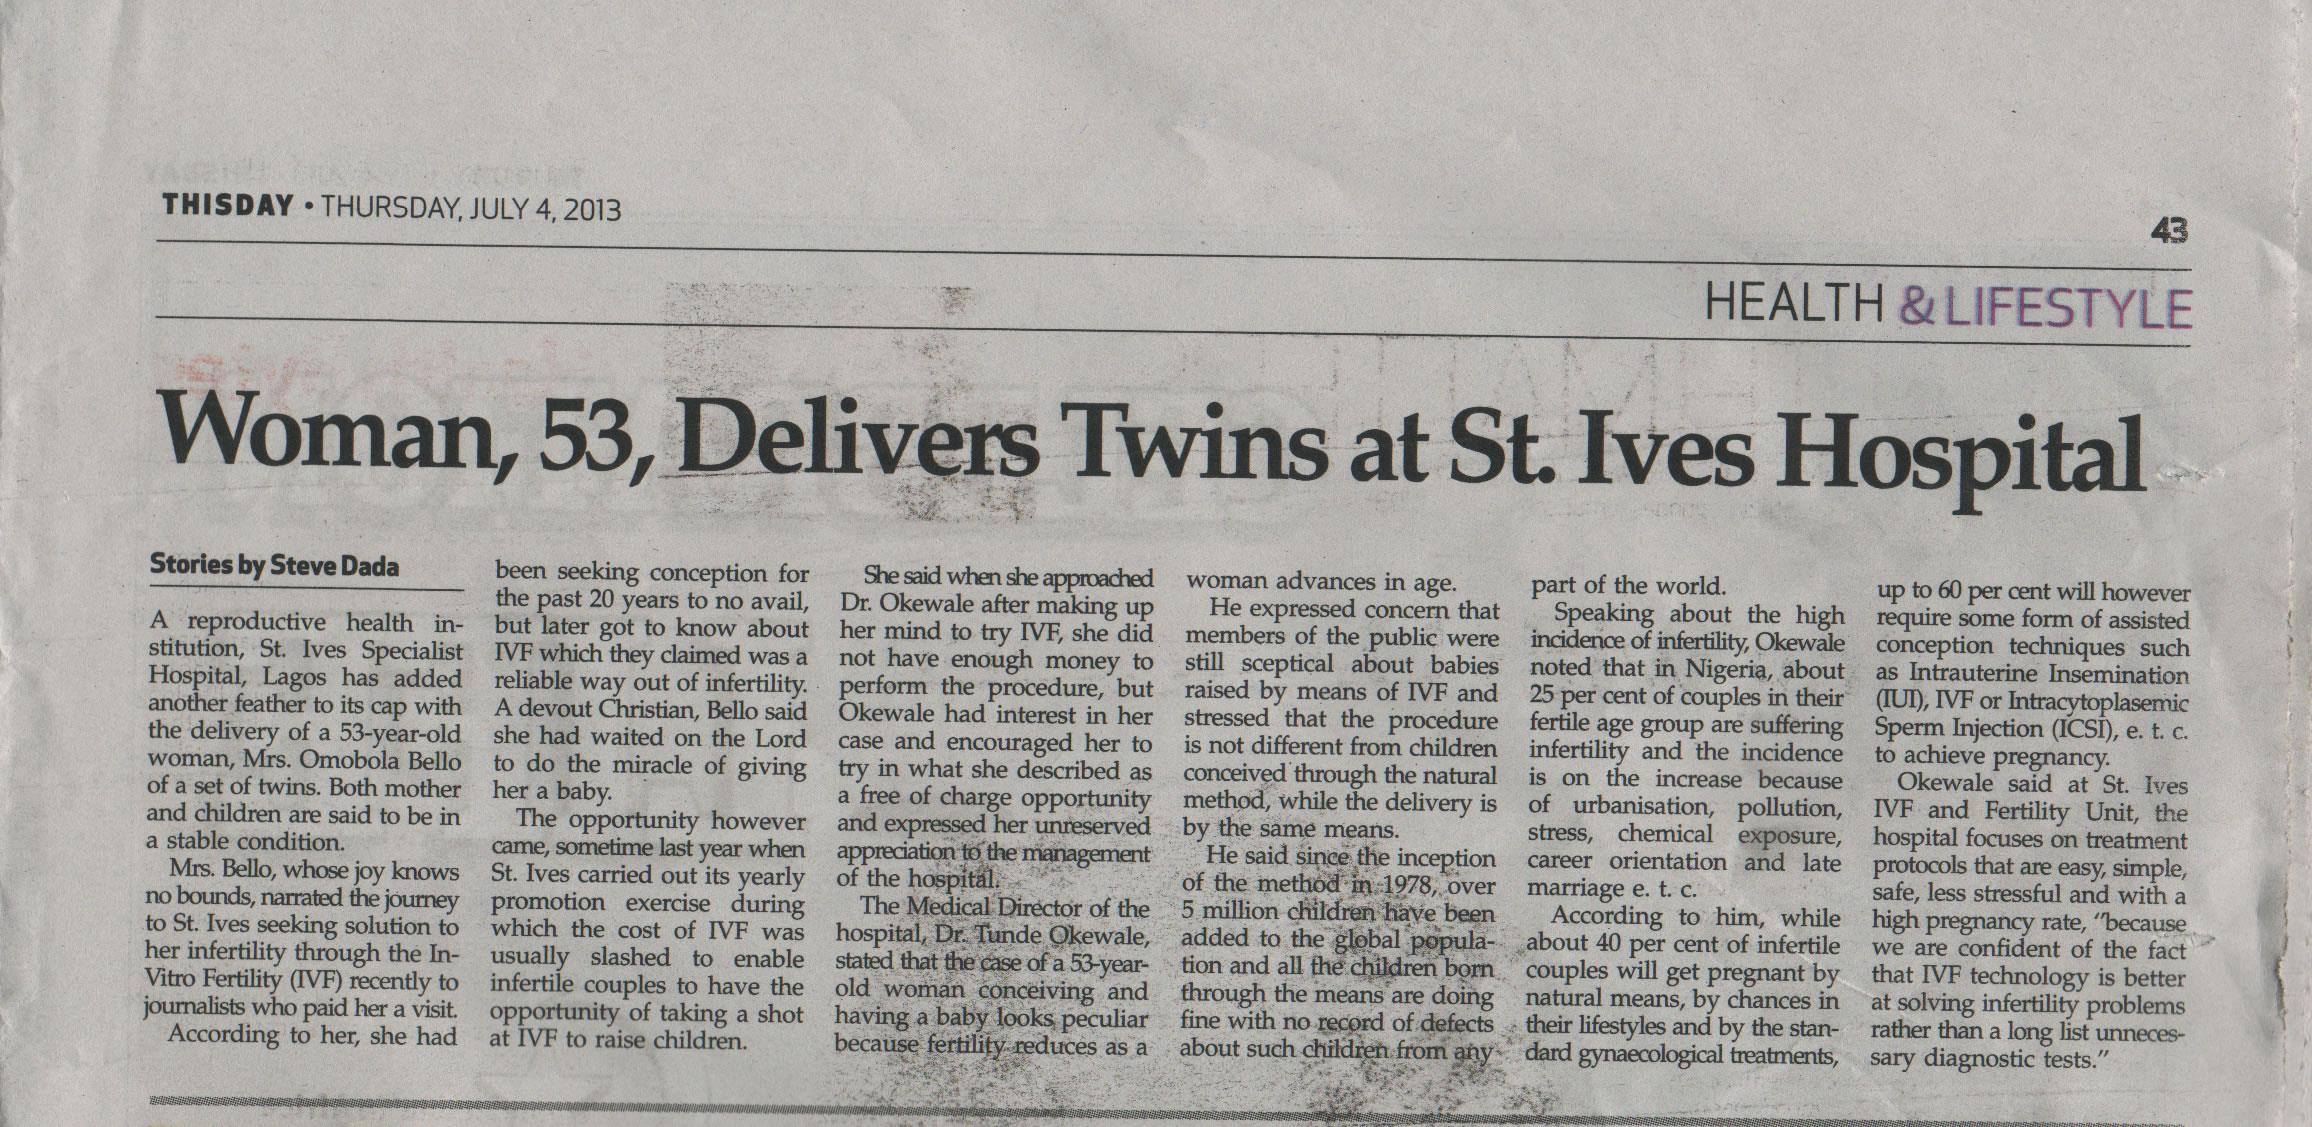 THISDAY • THURSDAY, JULY 4, 2013
43
HEALTH & LIFESTYLE
Woman, 53, Delivers Twins at St. Ives Hospital
Stories by Steve Dada
A reproductive health in-
stitution, St. Ives Specialist
Hospital, Lagos has added
another feather to its cap with
the delivery of a 53-year-old
woman, Mrs. Omobola Bello
of a set of twins. Both mother
and children are said to be in
a stable condition.
Mrs. Bello, whose joy knows
no bounds, narrated the journey
to St. Ives seeking solution to
her infertility through the In-
Vitro Fertility (IVF) recently to
journalists who paid her a visit.
According to her, she had
been seeking conception for
the past 20 years to no avail,
but later got to know about
IVF which they claimed was a
reliable way out of infertility.
A devout Christian, Bello said
she had waited on the Lord
to do the miracle of giving
her a baby.
The opportunity however
came, sometime last year when
St. Ives carried out its yearly
promotion exercise during
which the cost of IVF was
usually slashed to enable
infertile couples to have the
opportunity of taking a shot
at IVF to raise children.
She said when she approached
Dr. Okewale after making up
her mind to try IVF, she did
not have enough money to
perform the procedure, but
Okewale had interest in her
case and encouraged her to
try in what she described as
a free of charge opportunity
and expressed her unreserved
appreciation to the management
of the hospital.
The Medical Director of the
hospital, Dr. Tunde Okewale,
stated that the case of a 53-year-
old woman conceiving and
having a baby looks peculiar
because fertility reduces as a
woman advances in age.
He expressed concern that
members of the public were
still sceptical about babies
raised by means of IVF and
stressed that the procedure
is not different from children
conceived through the natural
method, while the delivery is
by the same means.
He said since the inception
of the method in 1978, over
5 million children have been
added to the global popula-
tion and all the children born
through the means are doing
fine with no record of defects
about such children from any
part of the world.
Speaking about the high
incidence of infertility, Okewale
noted that in Nigeria, about
25 per cent of couples in their
fertile age group are suffering
infertility and the incidence
is on the increase because
of urbanisation, pollution,
stress, chemical exposure,
career orientation and late
marriage e. t. c.
According to him, while
about 40 per cent of infertile
couples will get pregnant by
natural means, by chances in
their lifestyles and by the stan-
dard gynaecological treatments,
up to 60 per cent will however
require some form of assisted
conception techniques such
as Intrauterine Insemination
(IUI), IVF or Intracytoplasemic
Sperm Injection (ICSI), e. t. c.
to achieve pregnancy.
Okewale said at St. Ives
IVF and Fertility Unit, the
hospital focuses on treatment
protocols that are easy, simple,
safe, less stressful and with a
high pregnancy rate, "because
we are confident of the fact
that IVF technology is better
at solving infertility problems
rather than a long list unneces-
sary diagnostic tests."